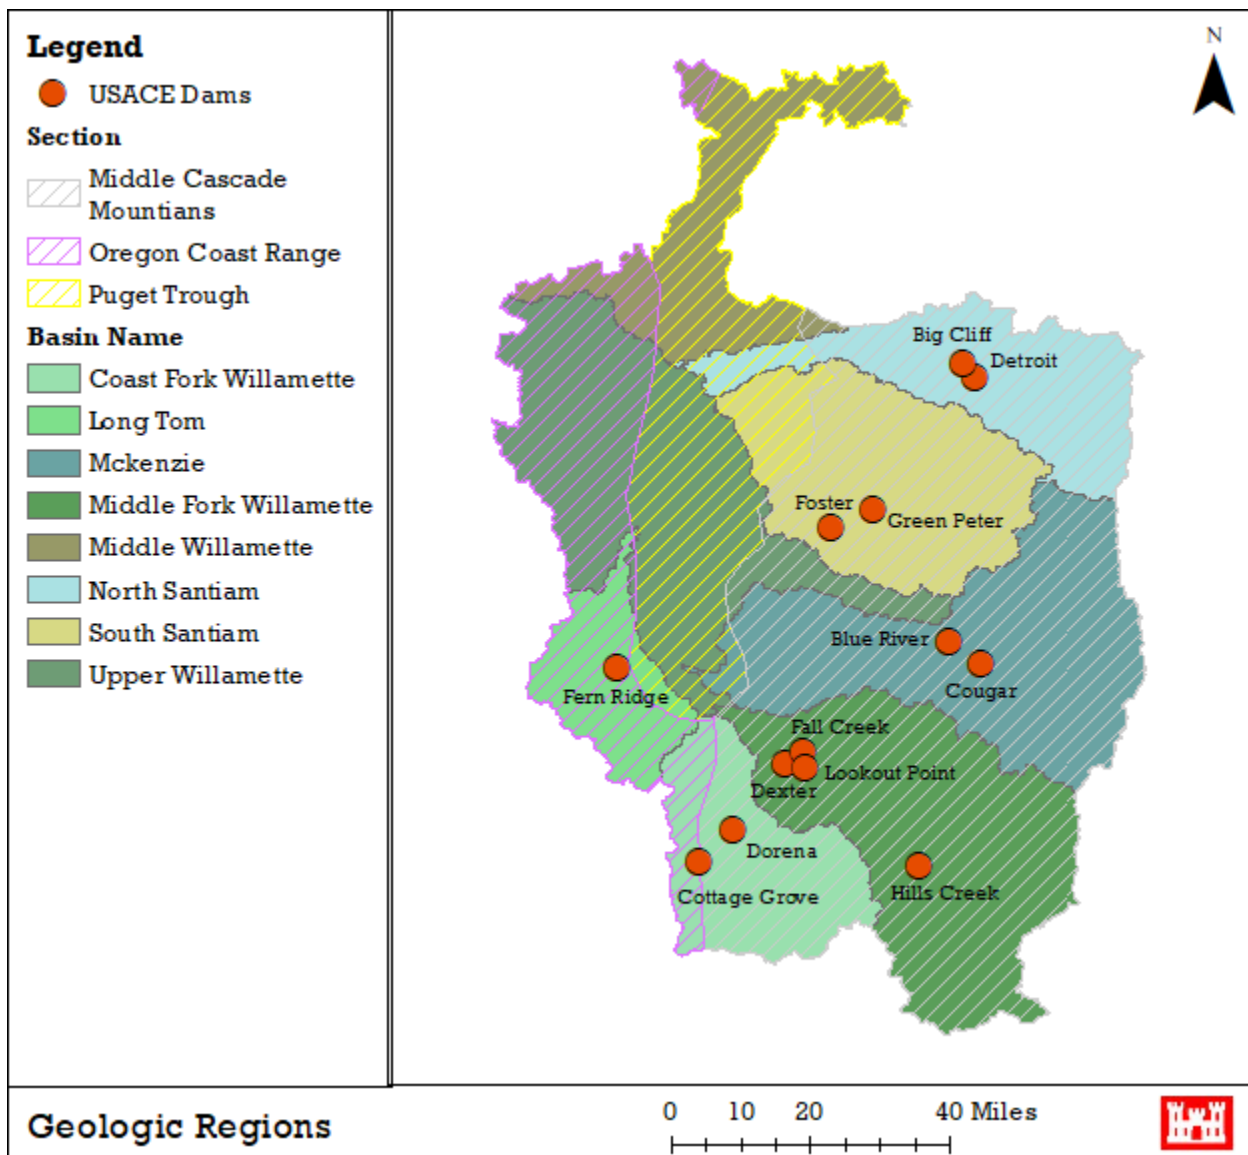 Legend
USACE Dams
Section
Middle Cascade
Mountians
Oregon Coast Range
Puget Trough
Basin Name
Coast Fork Willamette
Long Tom
Mckenzie
Middle Fork Willamette
Middle Willamette
North Santiam
South Santiam
Upper Willamette
N
Big Cliff
Detroit
Foster
Green Peter
Blue River
Cougar
Fern Ridge
Fall Creek
Lookout Point
Dexter
Dorena
Cottage Grove
Hills Creek
Geologic Regions
0 10 20 40 Miles